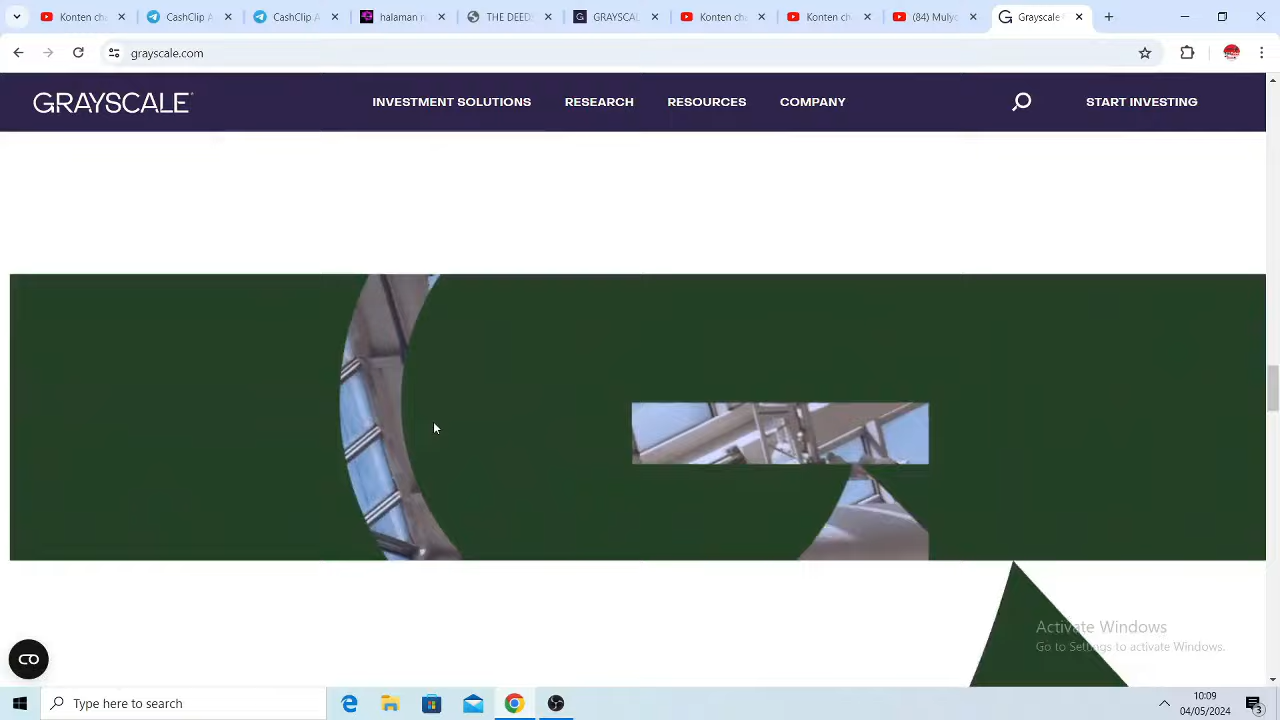 Konten
CashClip A
CashClip.
halaman n
THE DEED
GRAYSCAL
Konten ch
Konten ch
(84) Mulyo
Grayscale
grayscale.com
GRAYSCALE
INVESTMENT SOLUTIONS RESEARCH RESOURCES COMPANY START INVESTING
Activate Windows
Go to Settings to activate Windows.
Type here to search
10:09
04/05/2024
3